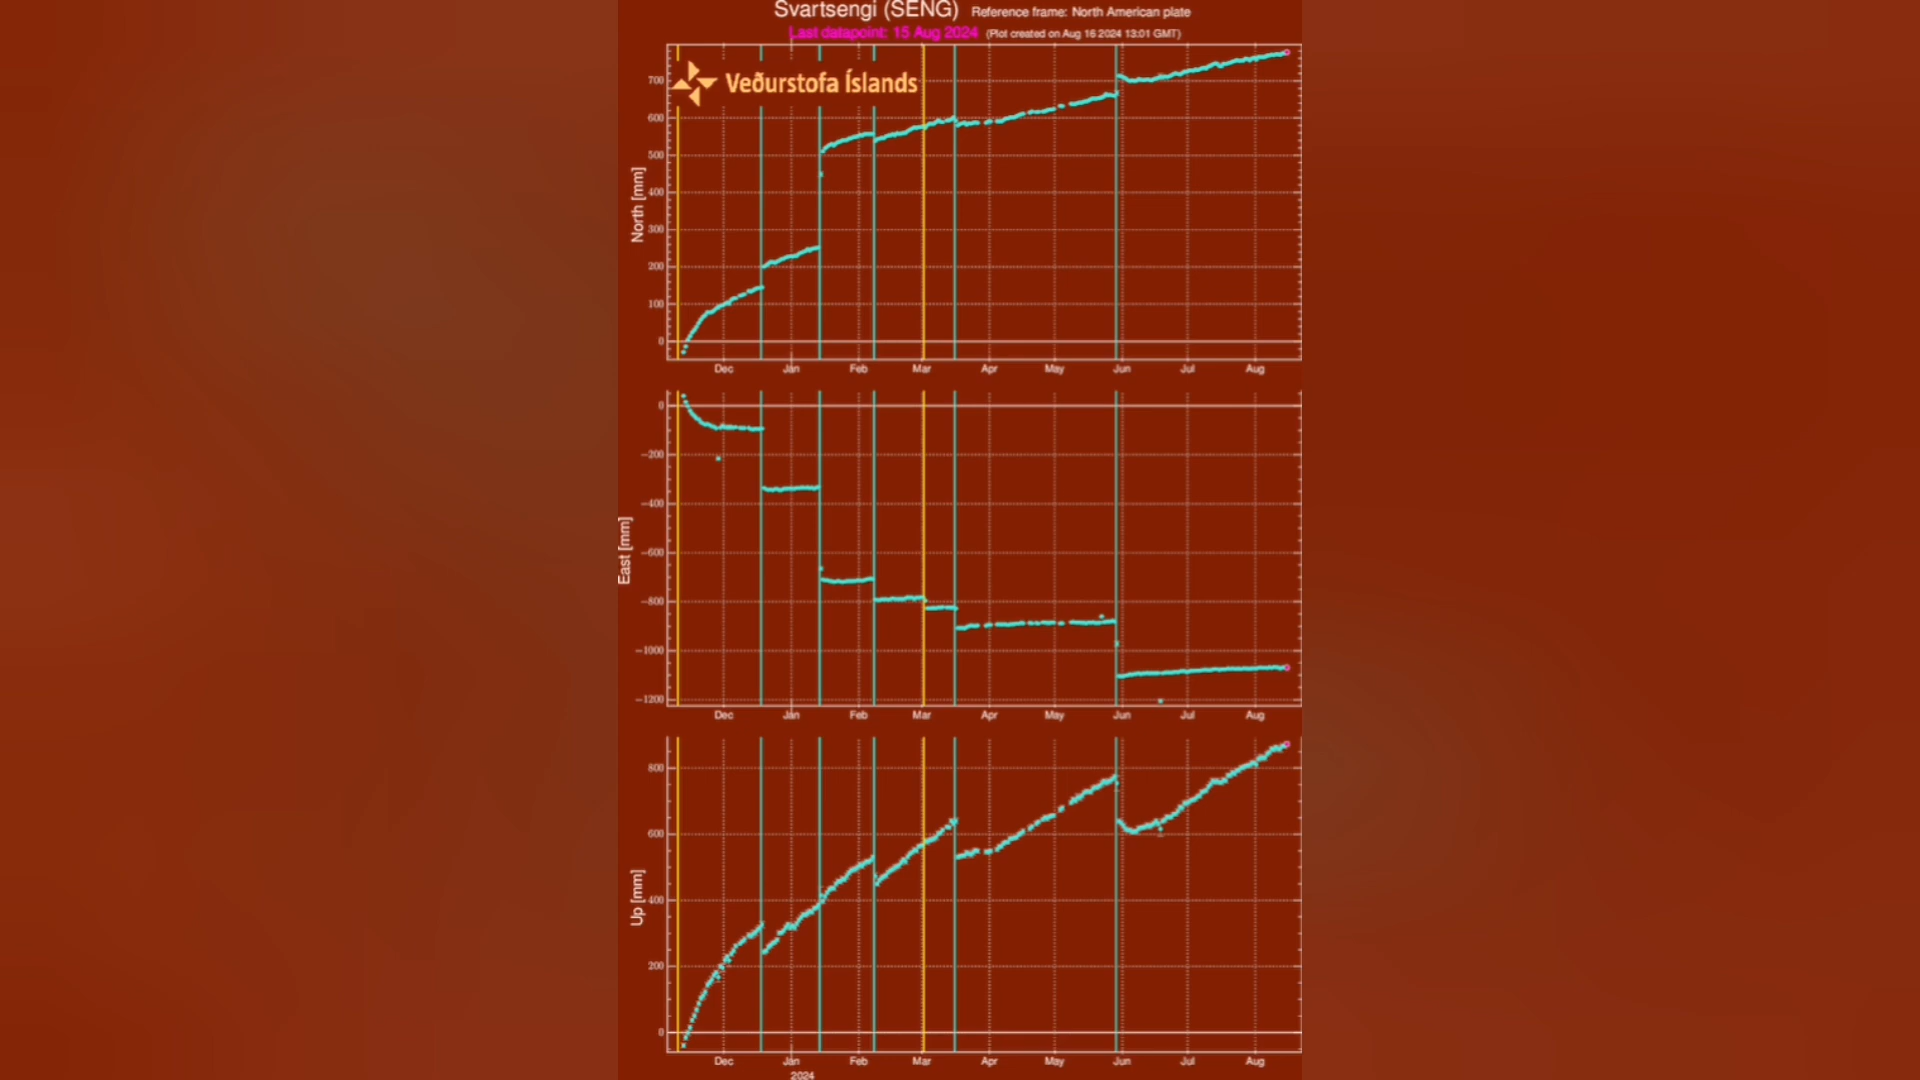 Svartsengi (SENG) Reference frame: North American plate
Last datapoint: 15 Aug 2024 (Plot created on Aug 16 2024 13:01 GMT)
Veðurstofa Íslands
North [mm]
700
600
500
400
300
200
100
0
Dec Jan Feb Mar Apr May Jun Jul Aug
East [mm]
0
−200
−400
−600
−800
−1000
−1200
Dec Jan Feb Mar Apr May Jun Jul Aug
Up [mm]
800
600
400
200
0
Dec Jan Feb Mar Apr May Jun Jul Aug
2024